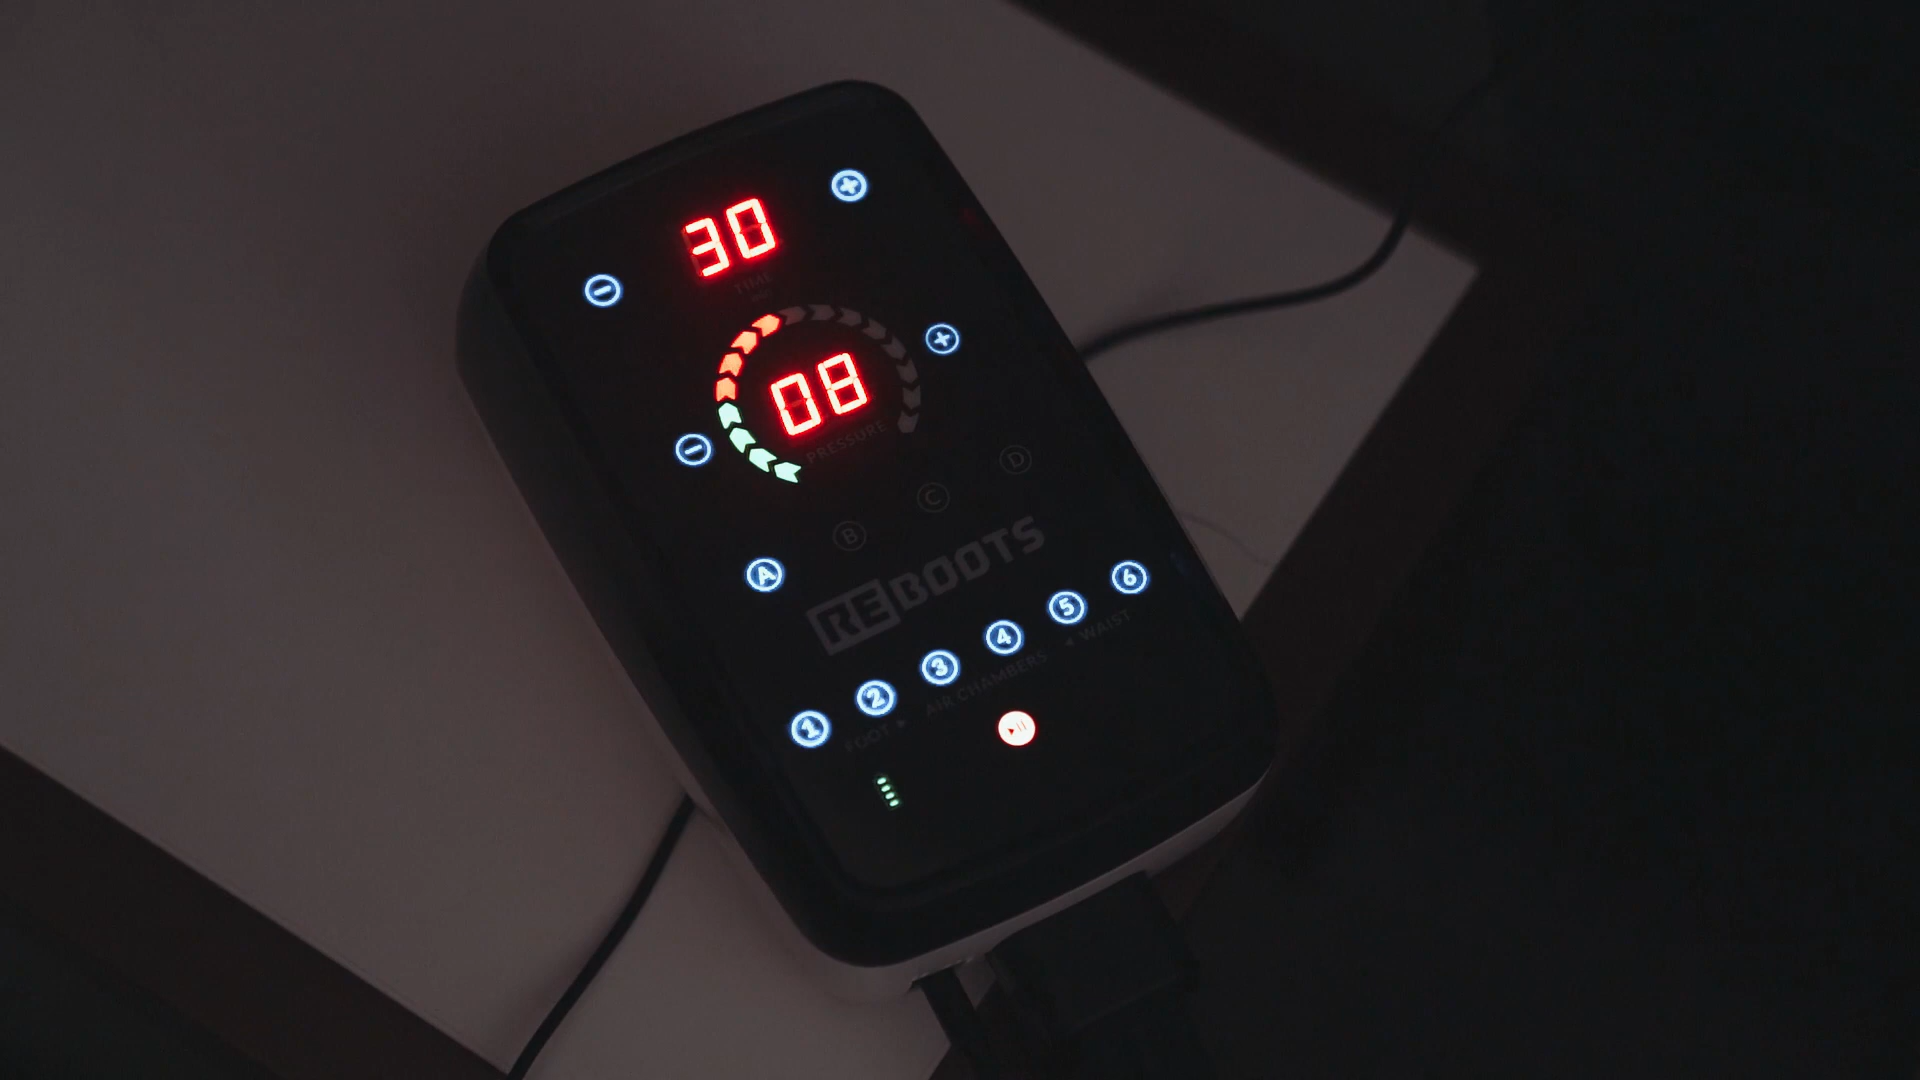 30
TIME
08
PRESSURE
A B C D
REBOOTS
1 2 3 4 5 6
FOOT AIR CHAMBERS WAIST